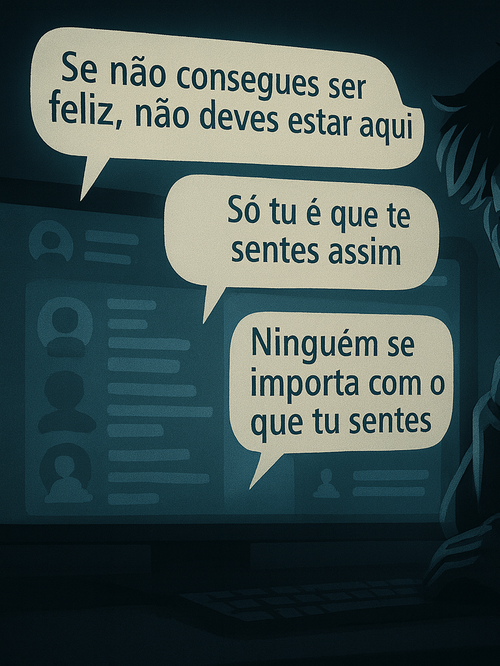 Se não consegues ser
feliz, não deves estar aqui
Só tu é que te
sentes assim
Ninguém se
importa com o
que tu sentes